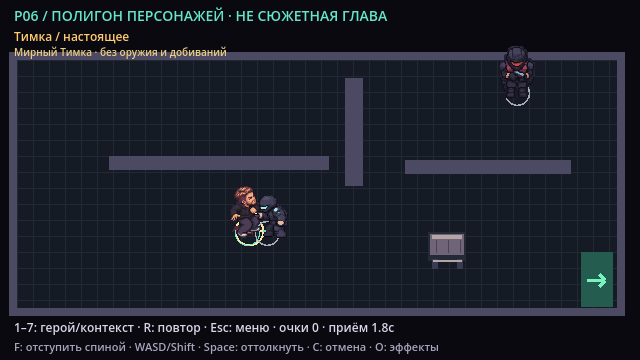 P06 / ПОЛИГОН ПЕРСОНАЖЕЙ · НЕ СЮЖЕТНАЯ ГЛАВА
Тимка / настоящее
Мирный Тимка · без оружия и добиваний
1–7: герой/контекст · R: повтор · Esc: меню · очки 0 · приём 1.8с
F: отступить спиной · WASD/Shift · Space: оттолкнуть · C: отмена · O: эффекты